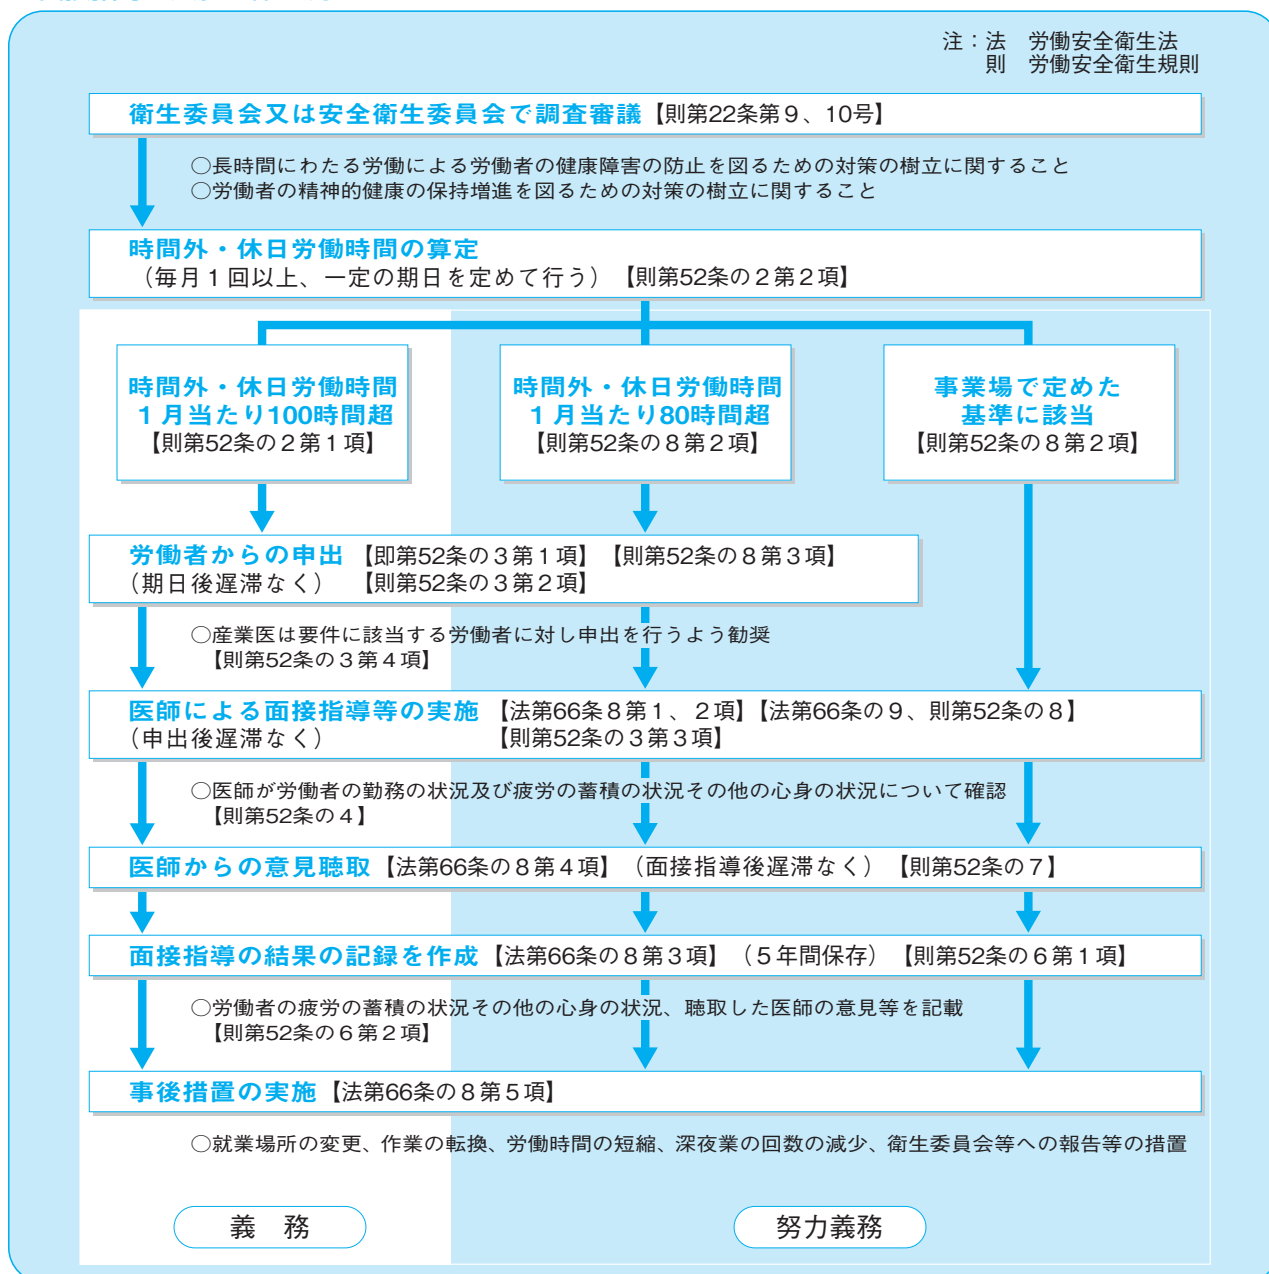 注：法　労働安全衛生法
則　労働安全衛生規則
衛生委員会又は安全衛生委員会で調査審議【則第22条第９、10号】
○長時間にわたる労働による労働者の健康障害の防止を図るための対策の樹立に関すること
○労働者の精神的健康の保持増進を図るための対策の樹立に関すること
時間外・休日労働時間の算定
（毎月１回以上、一定の期日を定めて行う）【則第52条の２第２項】
時間外・休日労働時間
１月当たり100時間超
【則第52条の２第１項】
時間外・休日労働時間
１月当たり80時間超
【則第52条の８第２項】
事業場で定めた
基準に該当
【則第52条の８第２項】
労働者からの申出【即第52条の３第１項】【則第52条の８第３項】
（期日後遅滞なく）【則第52条の３第２項】
○産業医は要件に該当する労働者に対し申出を行うよう勧奨
【則第52条の３第４項】
医師による面接指導等の実施【法第66条８第１、２項】【法第66条の９、則第52条の８】
（申出後遅滞なく）【則第52条の３第３項】
○医師が労働者の勤務の状況及び疲労の蓄積の状況その他の心身の状況について確認
【則第52条の４】
医師からの意見聴取【法第66条の８第４項】（面接指導後遅滞なく）【則第52条の７】
面接指導の結果の記録を作成【法第66条の８第３項】（５年間保存）【則第52条の６第１項】
○労働者の疲労の蓄積の状況その他の心身の状況、聴取した医師の意見等を記載
【則第52条の６第２項】
事後措置の実施【法第66条の８第５項】
○就業場所の変更、作業の転換、労働時間の短縮、深夜業の回数の減少、衛生委員会等への報告等の措置
義　務
努力義務